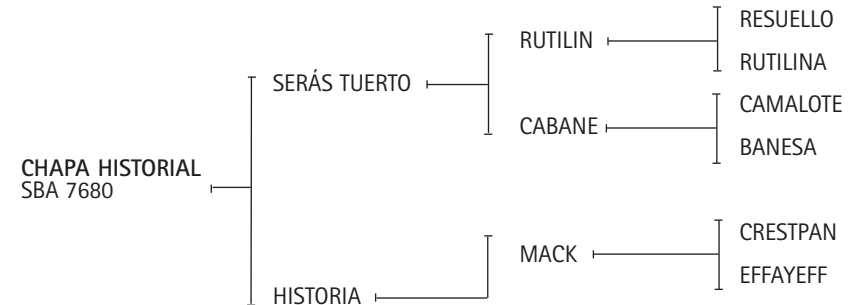 RESUELLO
RUTILIN
RUTILINA
SERÁS TUERTO
CAMALOTE
CABANE
BANESA
CHAPA HISTORIAL
SBA 7680
CRESTPAN
MACK
EFFAYEFF
HISTORIA